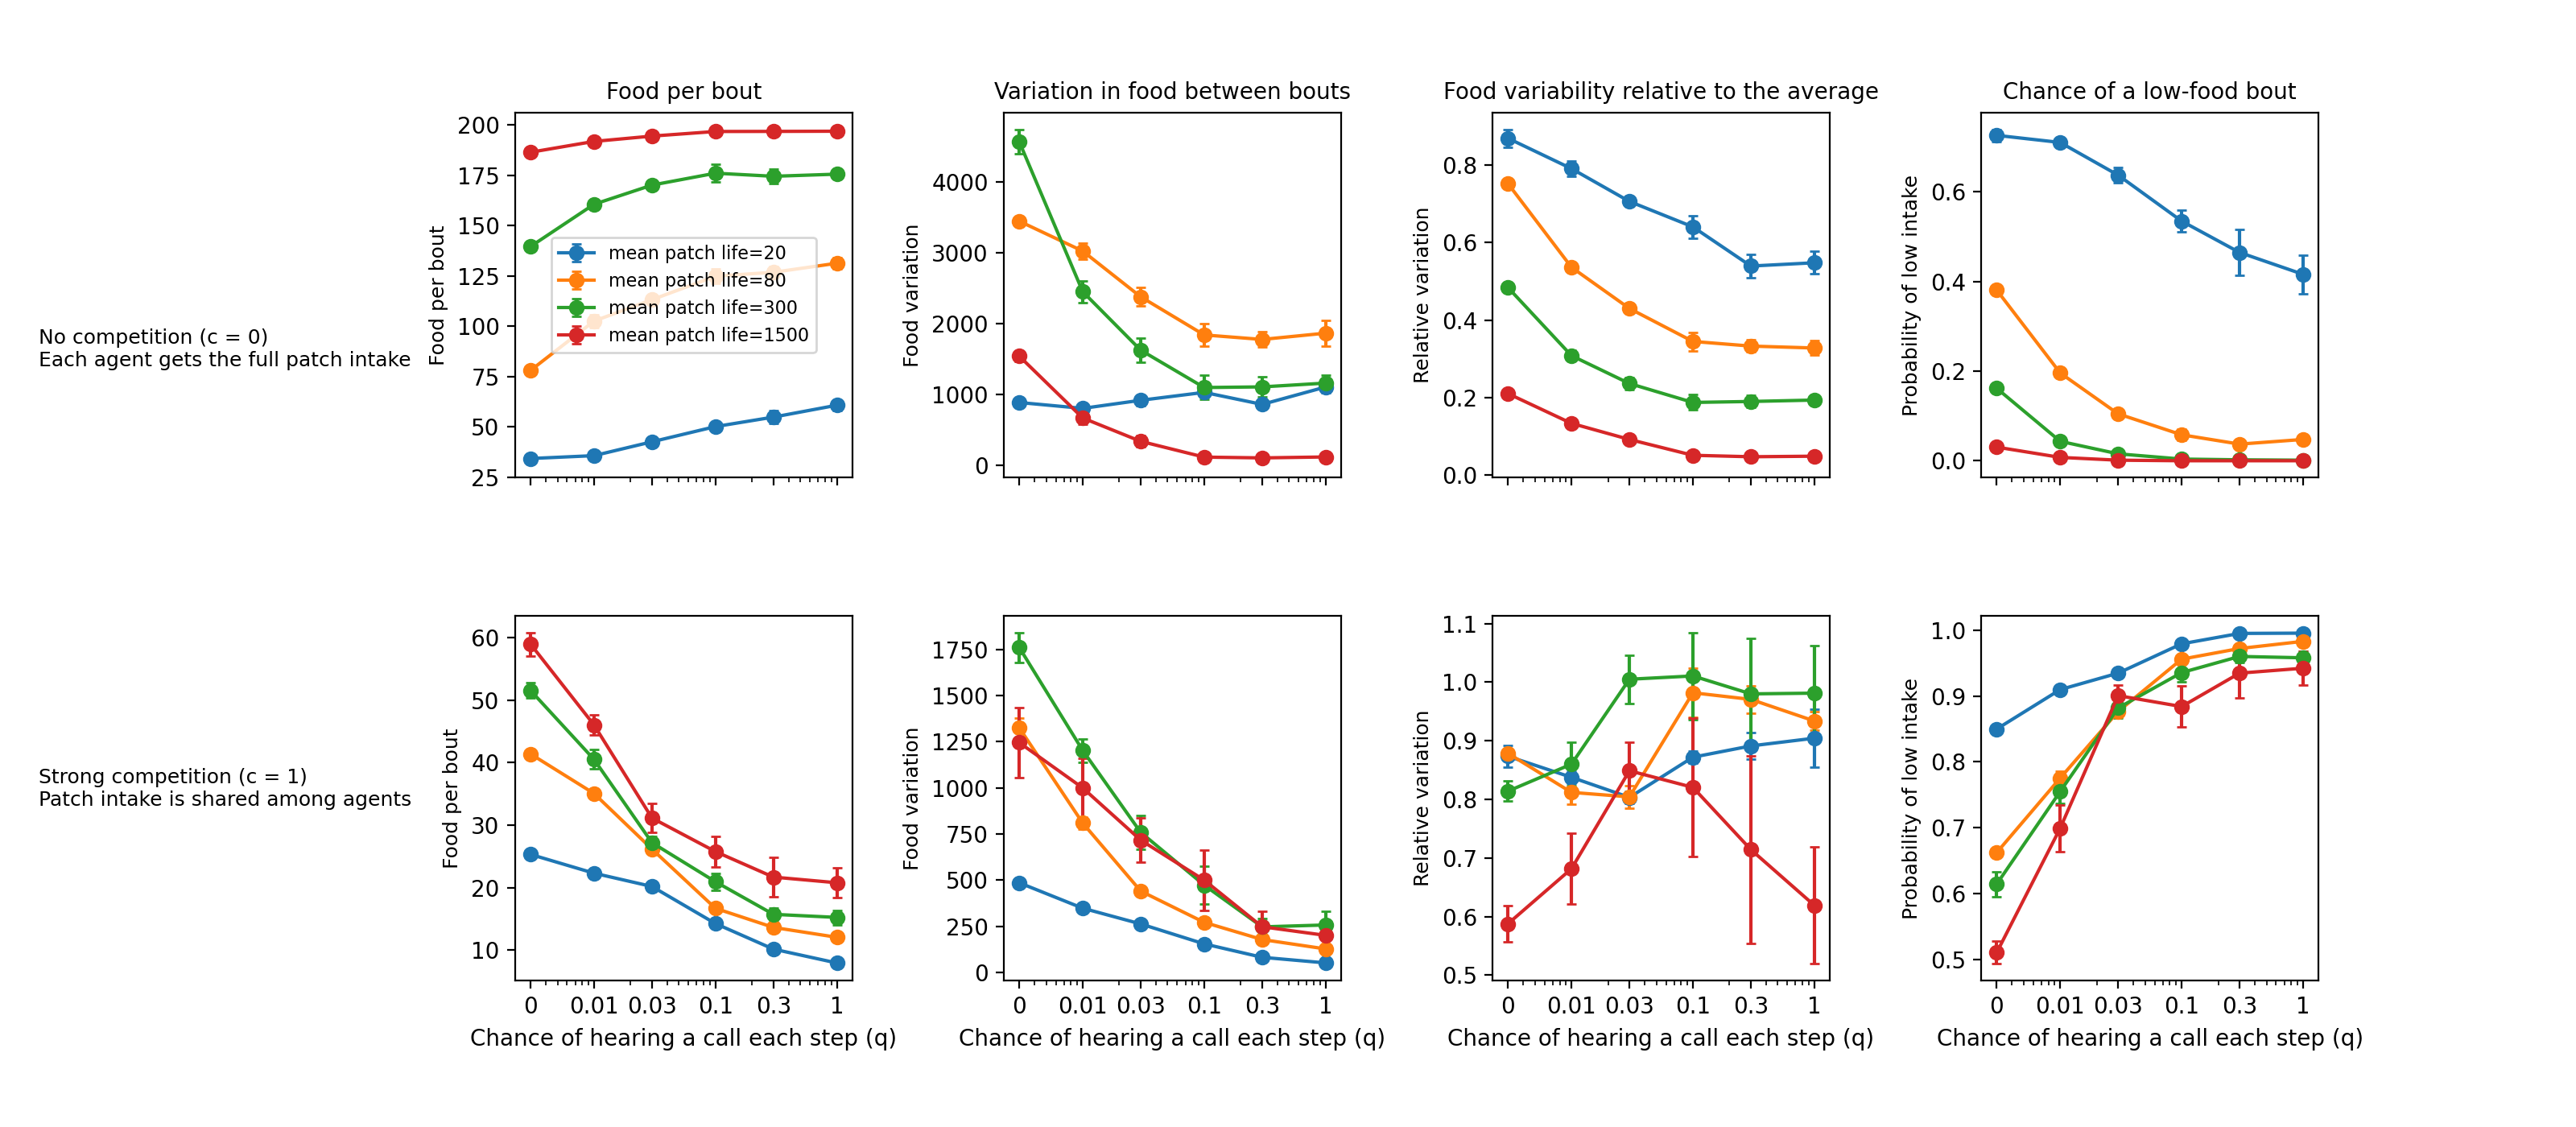 Food per bout
Variation in food between bouts
Food variability relative to the average
Chance of a low-food bout
No competition (c = 0)
Each agent gets the full patch intake
Food per bout
200
175
150
125
100
75
50
25
mean patch life=20
mean patch life=80
mean patch life=300
mean patch life=1500
Food variation
4000
3000
2000
1000
0
Relative variation
0.8
0.6
0.4
0.2
0.0
Probability of low intake
0.6
0.4
0.2
0.0
Strong competition (c = 1)
Patch intake is shared among agents
Food per bout
60
50
40
30
20
10
0 0.01 0.03 0.1 0.3 1
Chance of hearing a call each step (q)
Food variation
1750
1500
1250
1000
750
500
250
0
0 0.01 0.03 0.1 0.3 1
Chance of hearing a call each step (q)
Relative variation
1.1
1.0
0.9
0.8
0.7
0.6
0.5
0 0.01 0.03 0.1 0.3 1
Chance of hearing a call each step (q)
Probability of low intake
1.0
0.9
0.8
0.7
0.6
0.5
0 0.01 0.03 0.1 0.3 1
Chance of hearing a call each step (q)